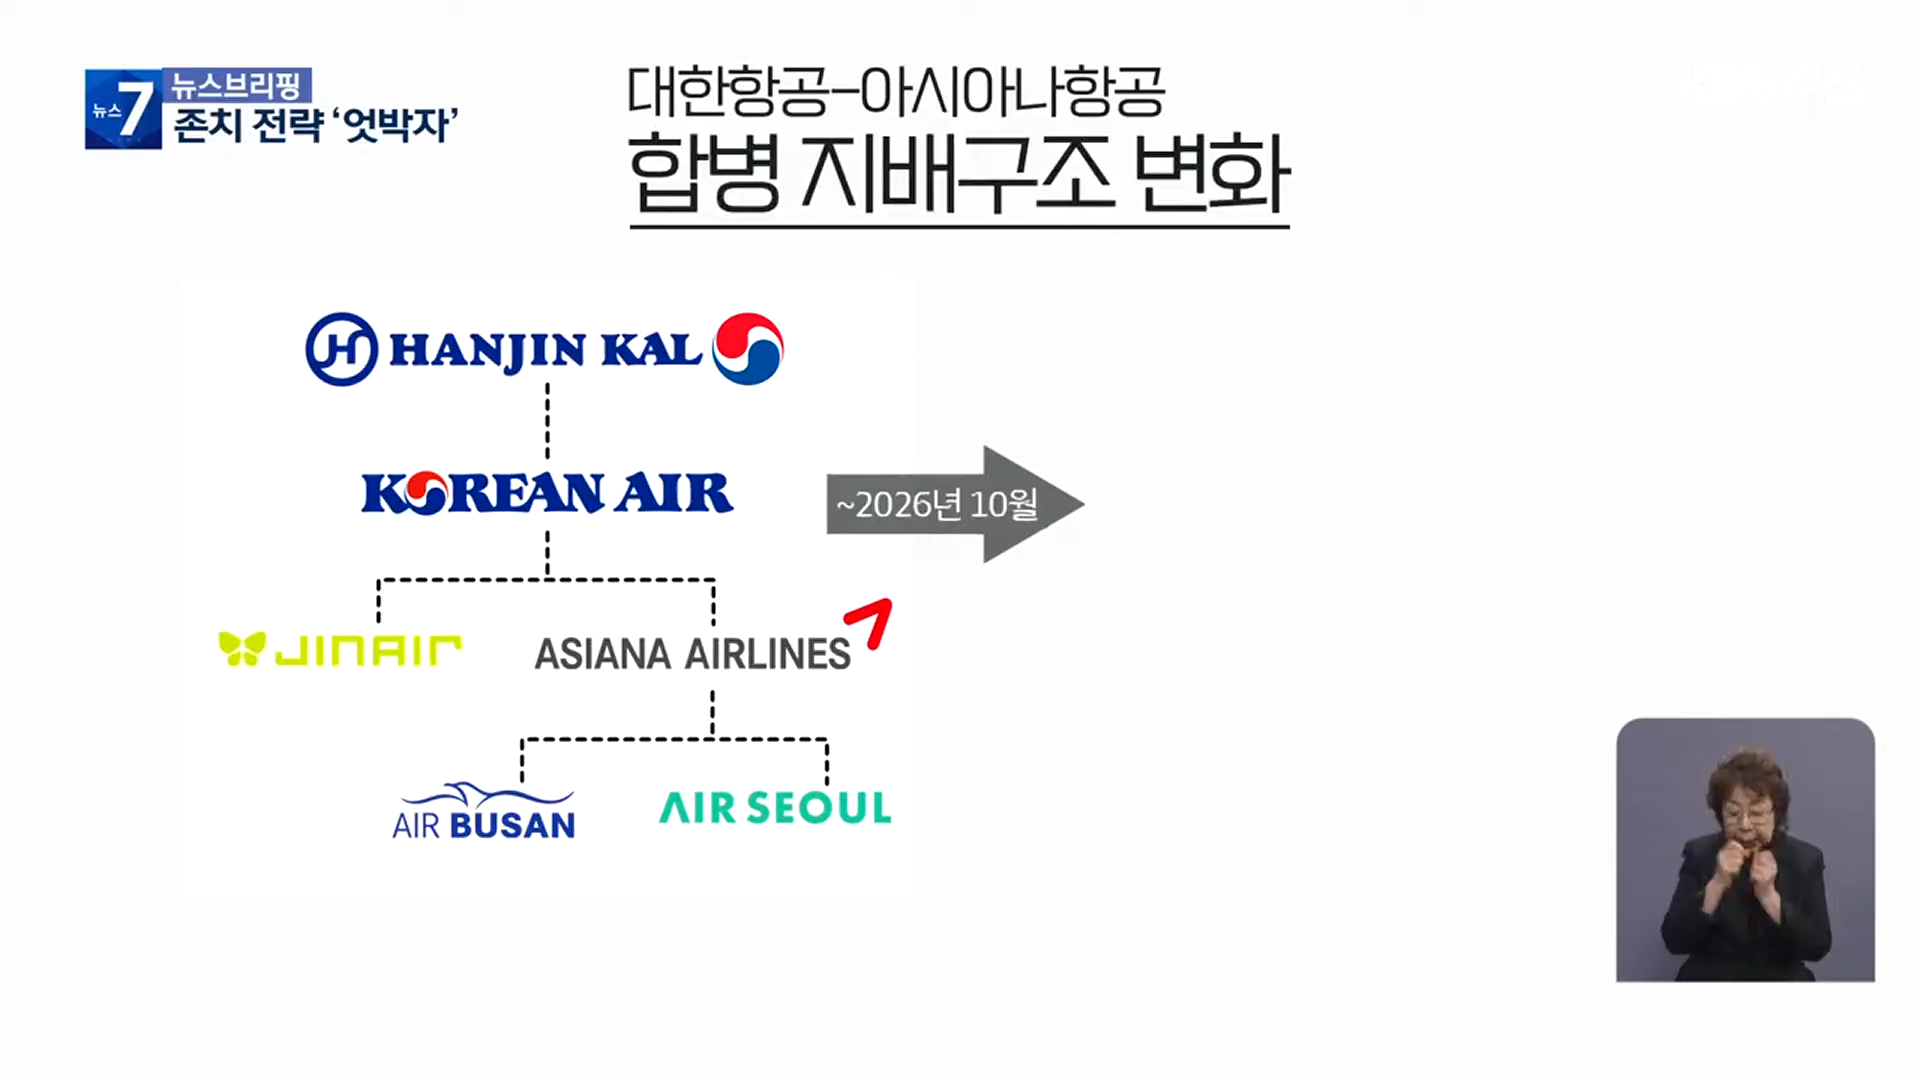 뉴스 7
뉴스브리핑
존치 전략 ‘엇박자’
대한항공-아시아나항공
합병 지배구조 변화
HANJIN KAL
KOREAN AIR
~2026년 10월
JINAIR
ASIANA AIRLINES
AIR BUSAN
AIR SEOUL